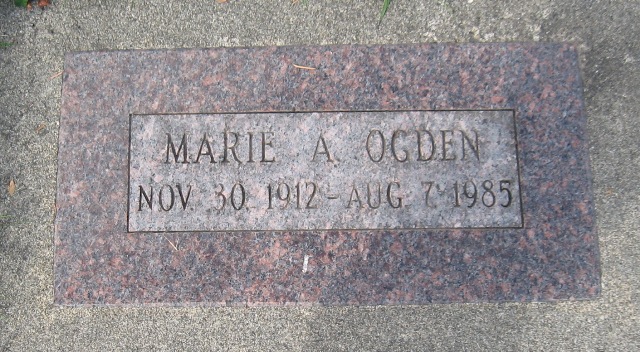 MARIE A. OGDEN
NOV. 30, 1912 - AUG. 7, 1985